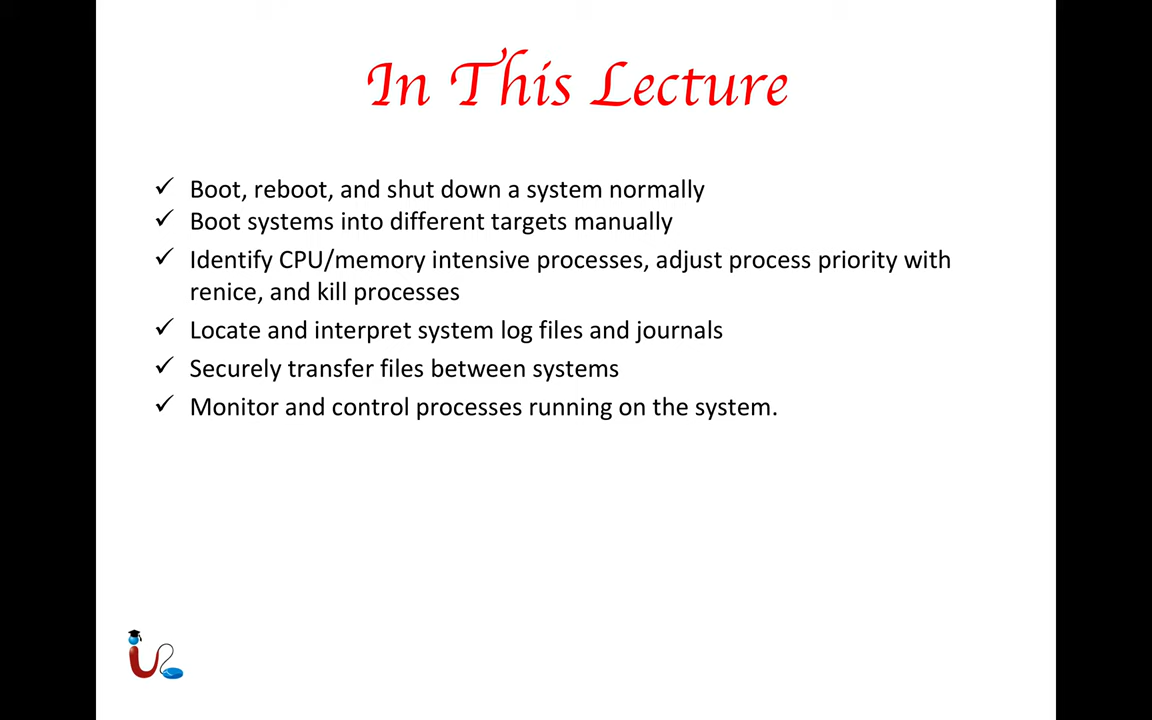 In This Lecture
✓ Boot, reboot, and shut down a system normally
✓ Boot systems into different targets manually
✓ Identify CPU/memory intensive processes, adjust process priority with
renice, and kill processes
✓ Locate and interpret system log files and journals
✓ Securely transfer files between systems
✓ Monitor and control processes running on the system.